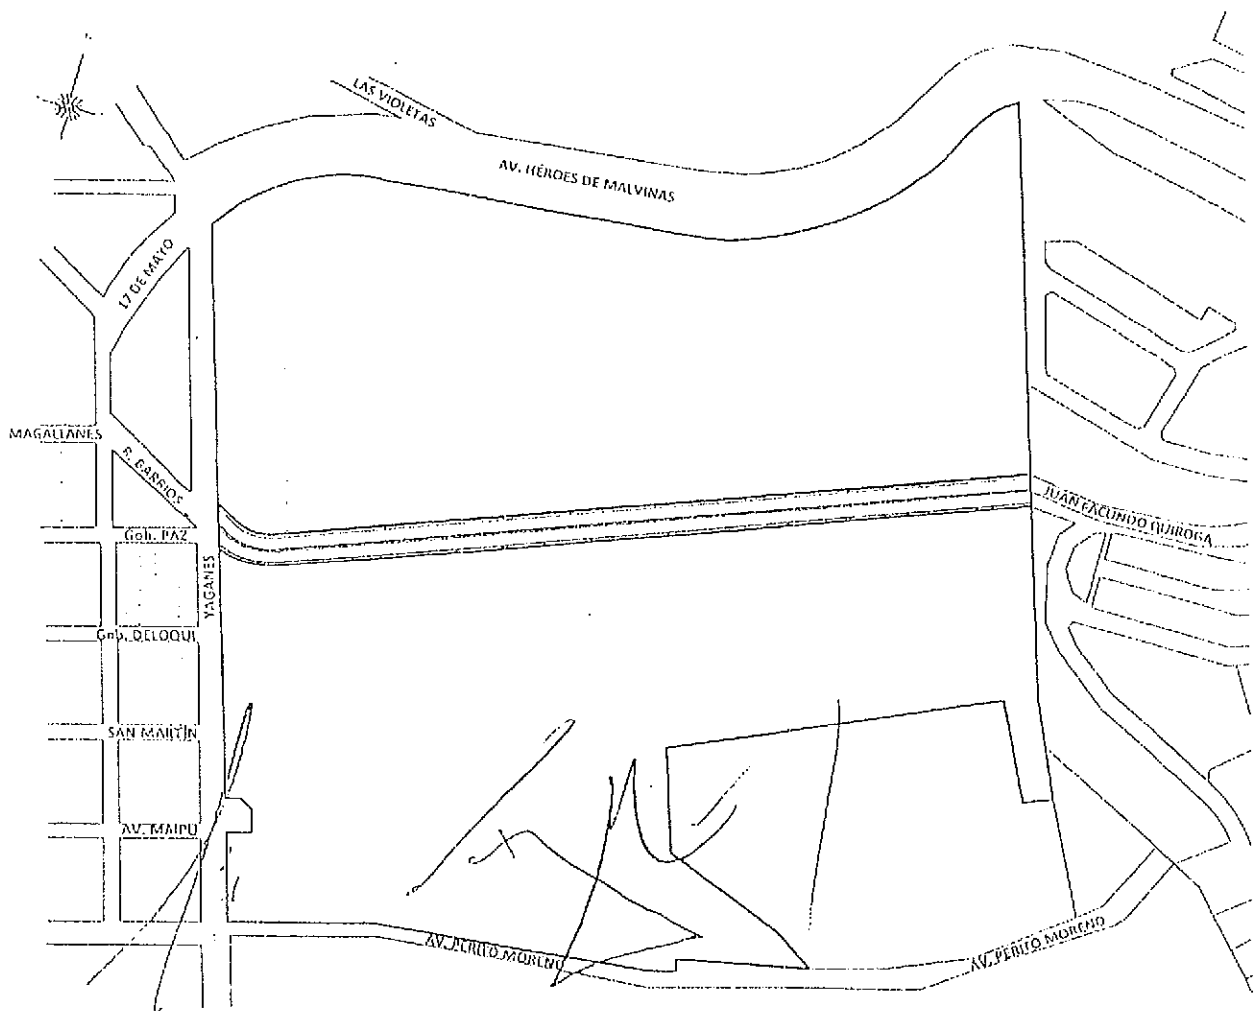 LAS VIOLETAS
AV. HÉROES DE MALVINAS
17 DE MAYO
MAGALLANES
B. BARRIOS
JUAN FACUNDO QUIROGA
Gob. PAZ
YAGANES
Gob. DELOQUI
SAN MARTÍN
AV. MAIPU
AV. PERITO MORENO
AV. PERITO MORENO